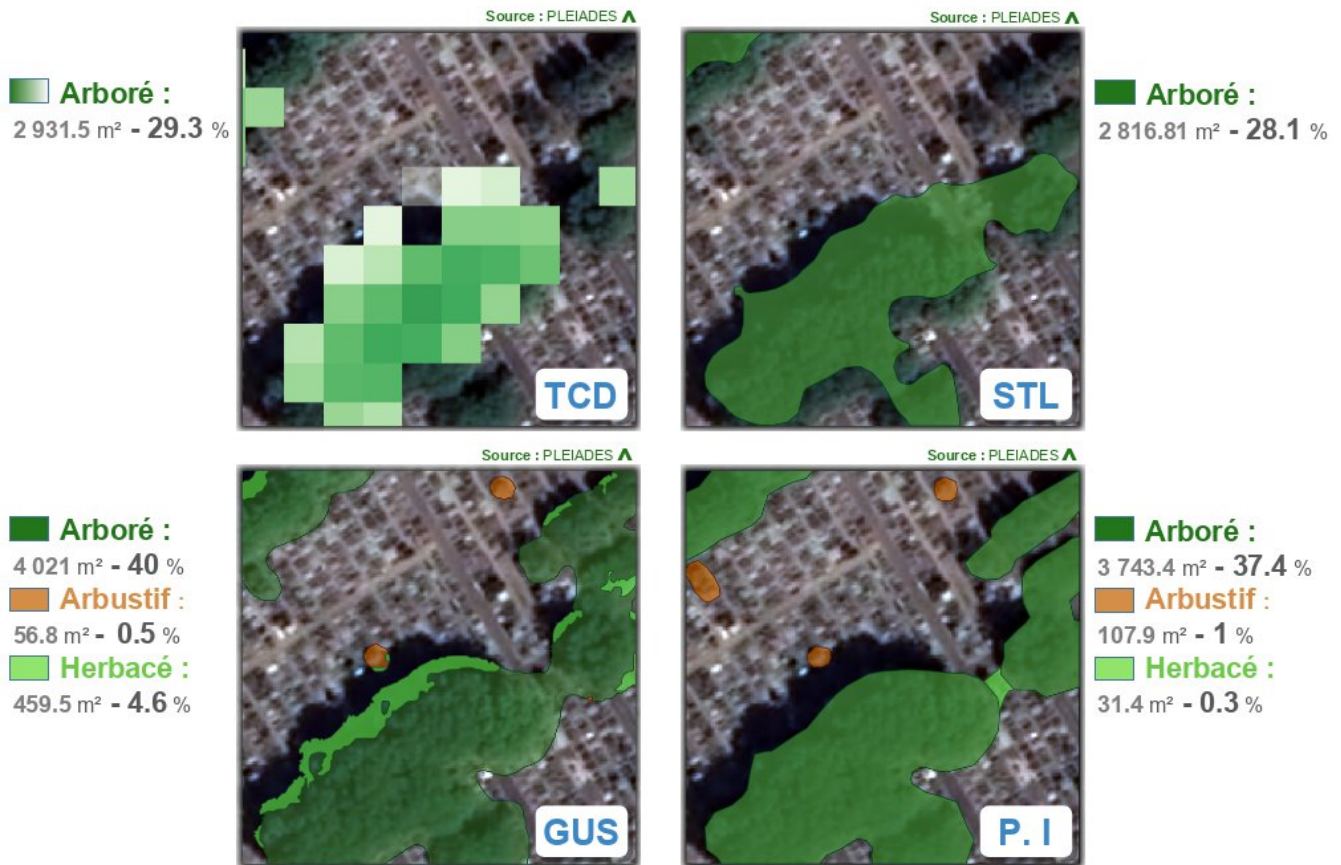 Source : PLEIADES
Source : PLEIADES
Arboré :
2 931.5 m² - 29.3 %
TCD
Arboré :
2 816.81 m² - 28.1 %
STL
Source : PLEIADES
Source : PLEIADES
Arboré :
4 021 m² - 40 %
Arbustif :
56.8 m² - 0.5 %
Herbacé :
459.5 m² - 4.6 %
GUS
Arboré :
3 743.4 m² - 37.4 %
Arbustif :
107.9 m² - 1 %
Herbacé :
31.4 m² - 0.3 %
P. I